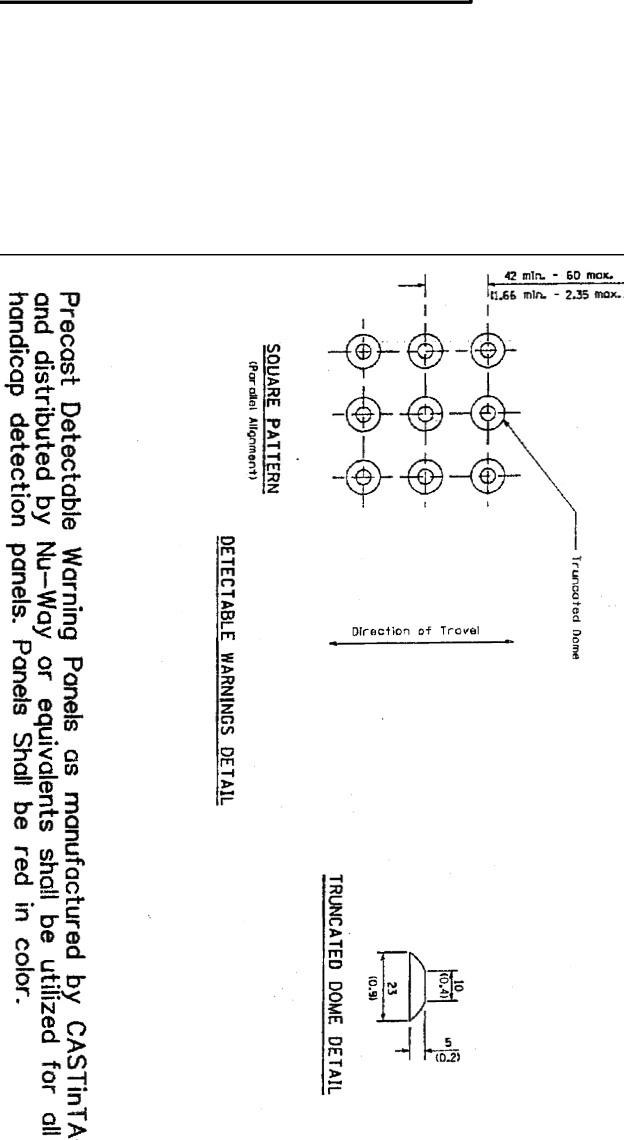 42 min. - 60 max.
(1.66 min. - 2.35 max.
Truncated Dome
SQUARE PATTERN
(Parallel Alignment)
Direction of Travel
DETECTABLE WARNINGS DETAIL
10
(0.4)
23
(0.9)
5
(0.2)
TRUNCATED DOME DETAIL
Precast Detectable Warning Panels as manufactured by CASTinTA
and distributed by Nu-Way or equivalents shall be utilized for all
handicap detection panels. Panels Shall be red in color.